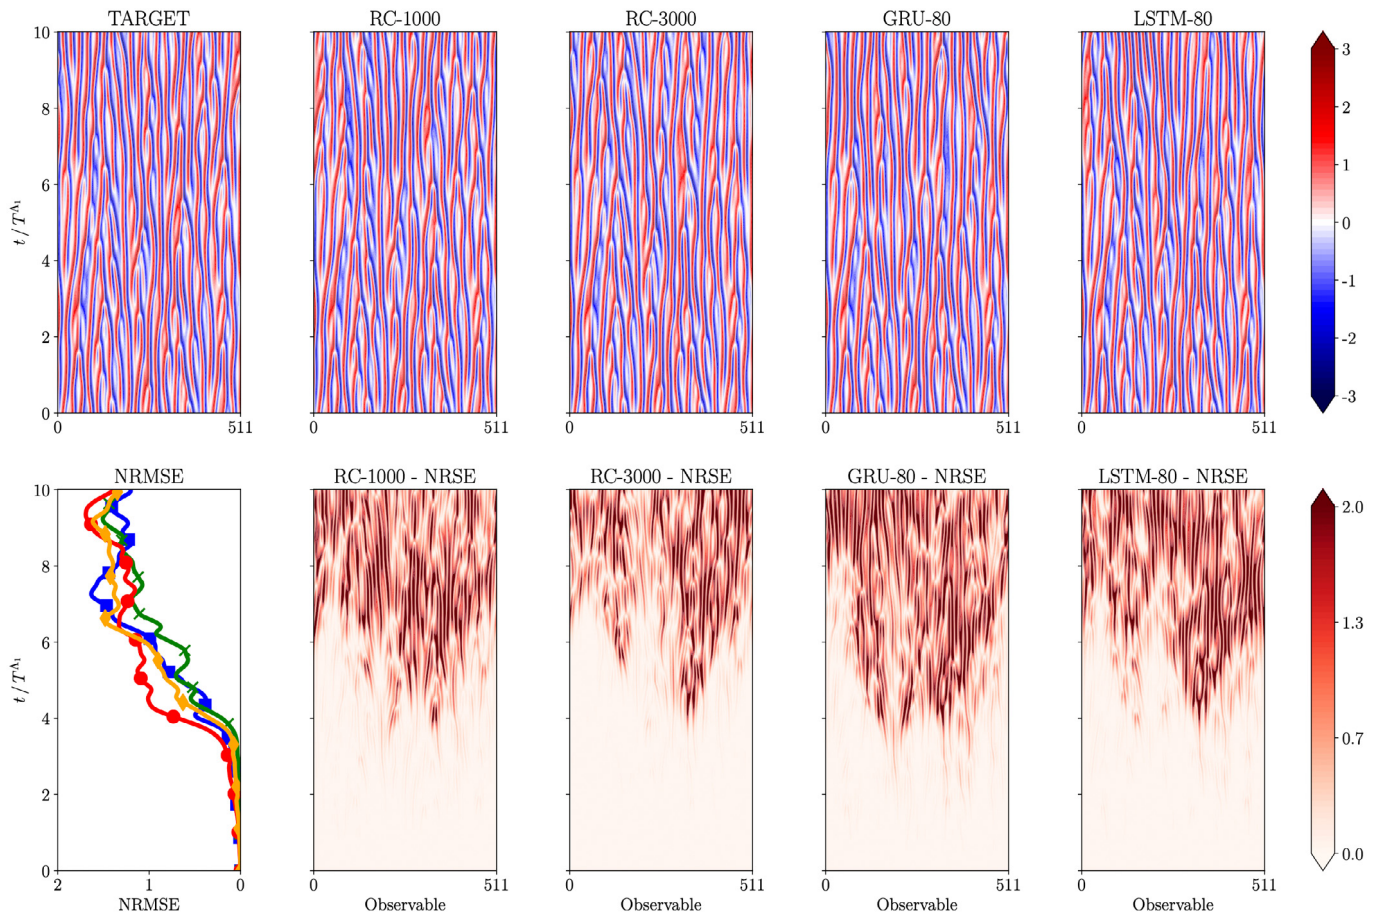 TARGET
RC-1000
RC-3000
GRU-80
LSTM-80
10
8
6
4
2
0
t / T^Λ₁
0 511
0 511
0 511
0 511
0 511
3
2
1
0
-1
-2
-3
NRMSE
RC-1000 - NRSE
RC-3000 - NRSE
GRU-80 - NRSE
LSTM-80 - NRSE
10
8
6
4
2
0
t / T^Λ₁
2 1 0
0 511
0 511
0 511
0 511
NRMSE
Observable
Observable
Observable
Observable
2.0
1.3
0.7
0.0